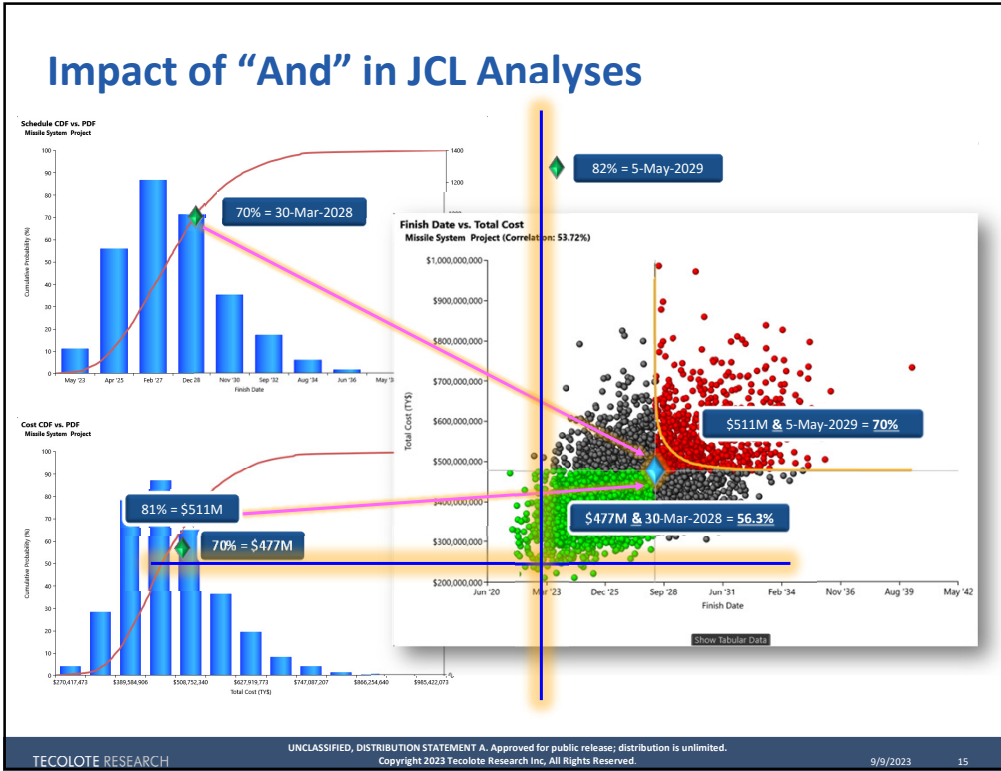 Impact of “And” in JCL Analyses
Schedule CDF vs. PDF
Missile System Project
Cumulative Probability (%)
100
90
80
70
60
50
40
30
20
10
0
1400
1200
May '23
Apr '25
Feb '27
Dec 28
Nov '30
Sep '32
Aug '34
Jun '36
Finish Date
70% = 30-Mar-2028
82% = 5-May-2029
Cost CDF vs. PDF
Missile System Project
Cumulative Probability (%)
100
90
80
70
60
50
40
30
20
10
0
$270,417,473
$389,584,906
$508,752,340
$627,919,773
$747,087,207
$866,254,640
$985,422,073
Total Cost (TY$)
81% = $511M
70% = $477M
Finish Date vs. Total Cost
Missile System Project (Correlation: 53.72%)
Total Cost (TY$)
$1,000,000,000
$900,000,000
$800,000,000
$700,000,000
$600,000,000
$500,000,000
$400,000,000
$300,000,000
$200,000,000
Jun '20
Mar '23
Dec '25
Sep '28
Jun '31
Feb '34
Nov '36
Aug '39
May '42
Finish Date
$511M & 5-May-2029 = 70%
$477M & 30-Mar-2028 = 56.3%
Show Tabular Data
TECOLOTE RESEARCH
UNCLASSIFIED, DISTRIBUTION STATEMENT A. Approved for public release; distribution is unlimited.
Copyright 2023 Tecolote Research Inc, All Rights Reserved.
9/9/2023
15